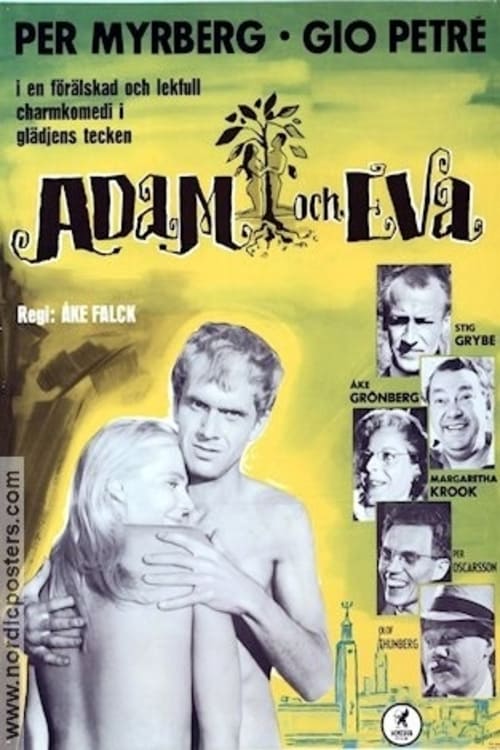 PER MYRBERG · GIO PETRÉ
i en förälskad och lekfull
charmkomedi i
glädjens tecken
ADAM och EVA
Regi: ÅKE FALCK
STIG
GRYBE
ÅKE
GRÖNBERG
MARGARETHA
KROOK
PER
OSCARSSON
OLOF
THUNBERG
www.nordicposters.com